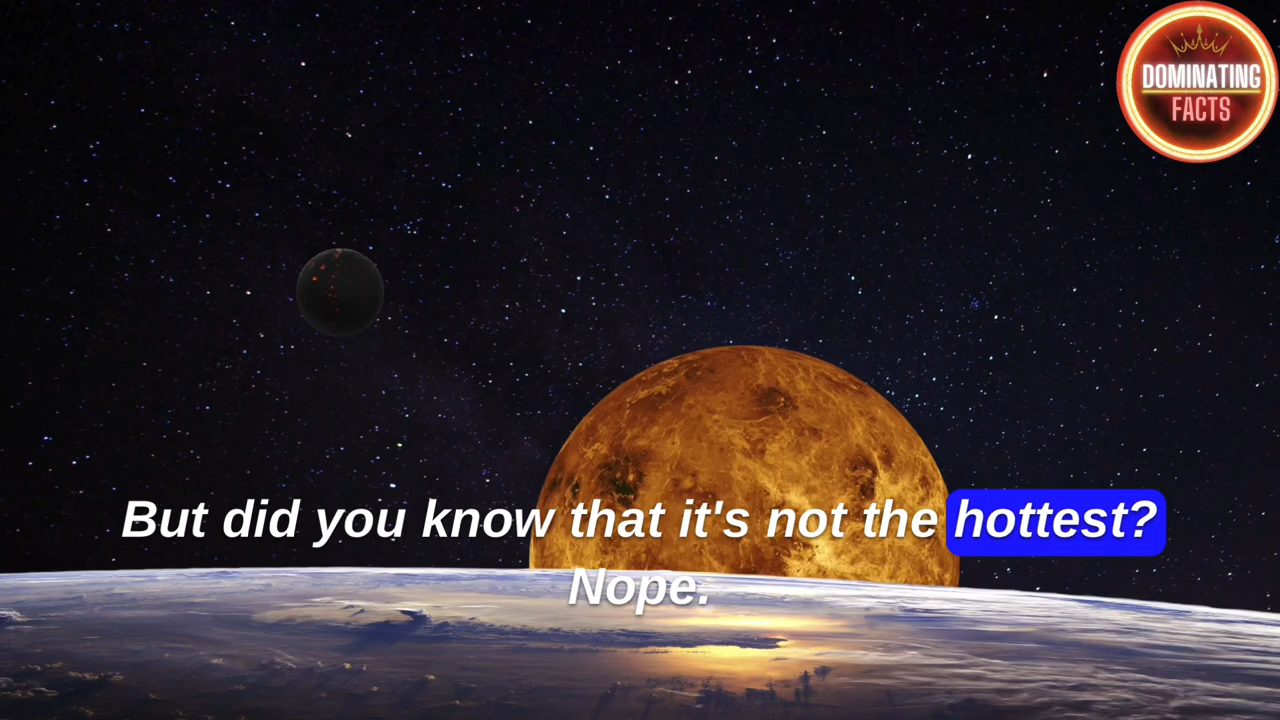 DOMINATING
FACTS
But did you know that it's not the hottest?
Nope.